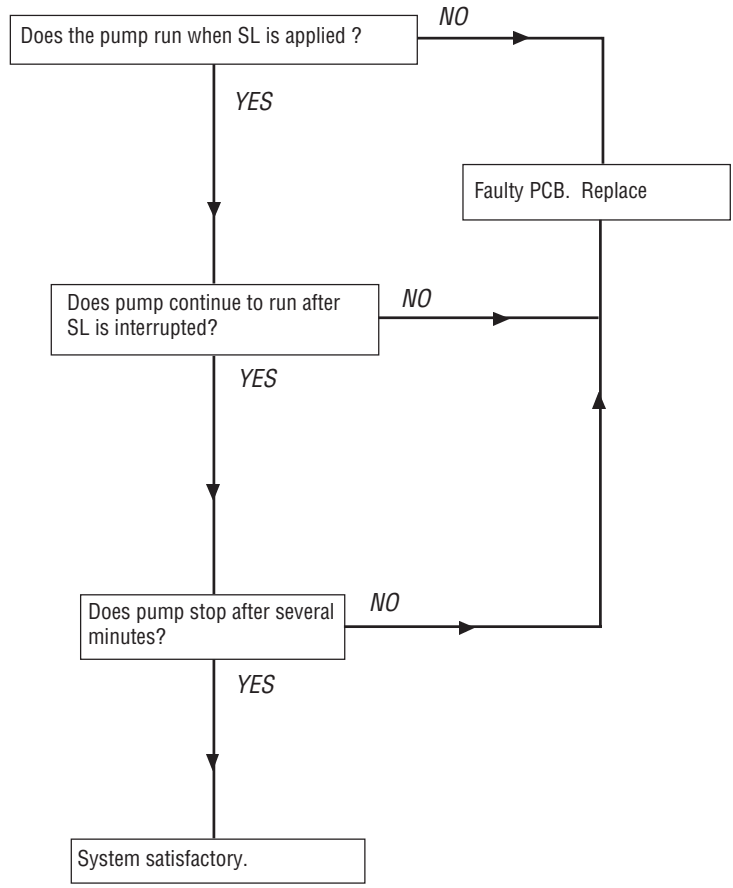 Does the pump run when SL is applied ?
NO
YES
Faulty PCB. Replace
Does pump continue to run after
SL is interrupted?
NO
YES
Does pump stop after several
minutes?
NO
YES
System satisfactory.